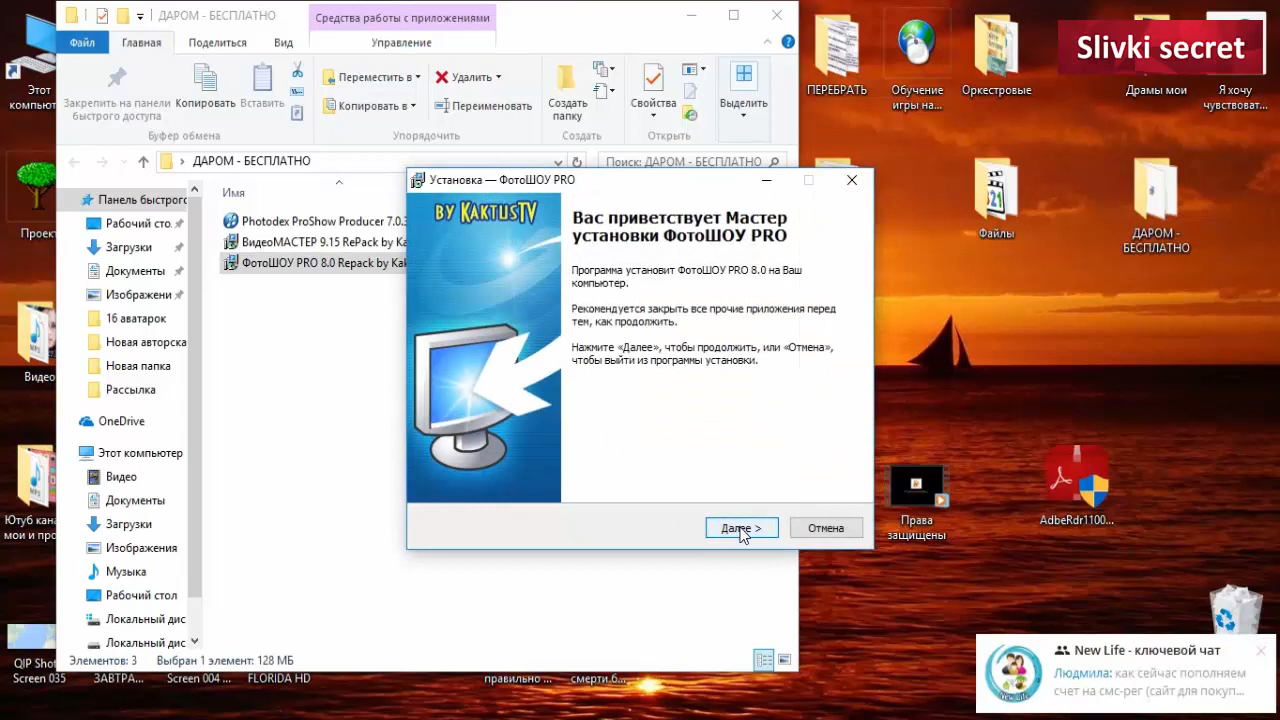 ДАРОМ - БЕСПЛАТНО
Средства работы с приложениями
Файл
Главная
Поделиться
Вид
Управление
Закрепить на панели
быстрого доступа
Копировать
Вставить
Переместить в
Копировать в
Удалить
Переименовать
Создать
папку
Свойства
Выделить
Буфер обмена
Упорядочить
Создать
Открыть
ДАРОМ - БЕСПЛАТНО
Поиск: ДАРОМ - БЕСПЛАТНО
Панель быстрого
Рабочий сто.
Загрузки
Документы
Изображени
16 аватарок
Новая авторска
Новая папка
Рассылка
OneDrive
Этот компьютер
Видео
Документы
Загрузки
Изображения
Музыка
Рабочий стол
Локальный дис
Локальный дис
Имя
Photodex ProShow Producer 7.0.3
ВидеоМАСТЕР 9.15 RePack by Ka
ФотоШОУ PRO 8.0 Repack by Kak
Элементов: 3
Выбран 1 элемент: 128 МБ
Установка — ФотоШОУ PRO
BY KAKTUSTV
Вас приветствует Мастер
установки ФотоШОУ PRO
Программа установит ФотоШОУ PRO 8.0 на Ваш
компьютер.
Рекомендуется закрыть все прочие приложения перед
тем, как продолжить.
Нажмите «Далее», чтобы продолжить, или «Отмена»,
чтобы выйти из программы установки.
Далее >
Отмена
Slivki secret
Этот
компьют
Проект
Видео
Ютуб кана
мои и про
QIP Shot
Screen 035
ЗАВТРА...
Screen 004 ...
FLORIDA HD
правильно ...
смерти.б...
ПЕРЕБРАТЬ
Обучение
игры на...
Оркестровые
Драмы мои
Я хочу
чувствоват...
Файлы
ДАРОМ -
БЕСПЛАТНО
Права
защищены
AdbeRdr1100...
New Life - ключевой чат
Людмила: как сейчас пополняем
счет на смс-рег (сайт для покуп...
New Life